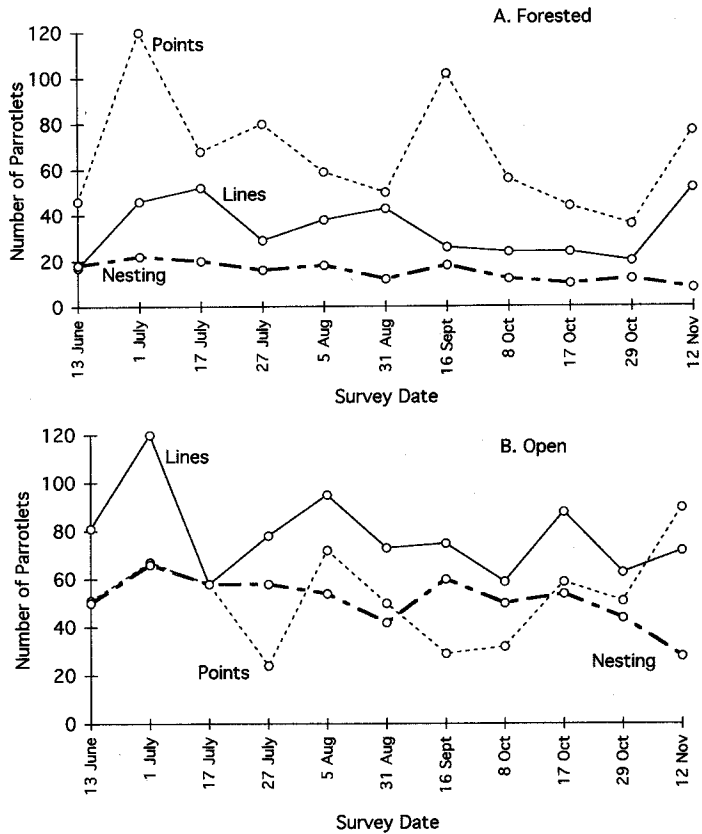 A. Forested
120
100
80
60
40
20
0
Number of Parrotlets
Points
Lines
Nesting
13 June
1 July
17 July
27 July
5 Aug
31 Aug
16 Sept
8 Oct
17 Oct
29 Oct
12 Nov
Survey Date
B. Open
120
100
80
60
40
20
0
Number of Parrotlets
Lines
Points
Nesting
13 June
1 July
17 July
27 July
5 Aug
31 Aug
16 Sept
8 Oct
17 Oct
29 Oct
12 Nov
Survey Date